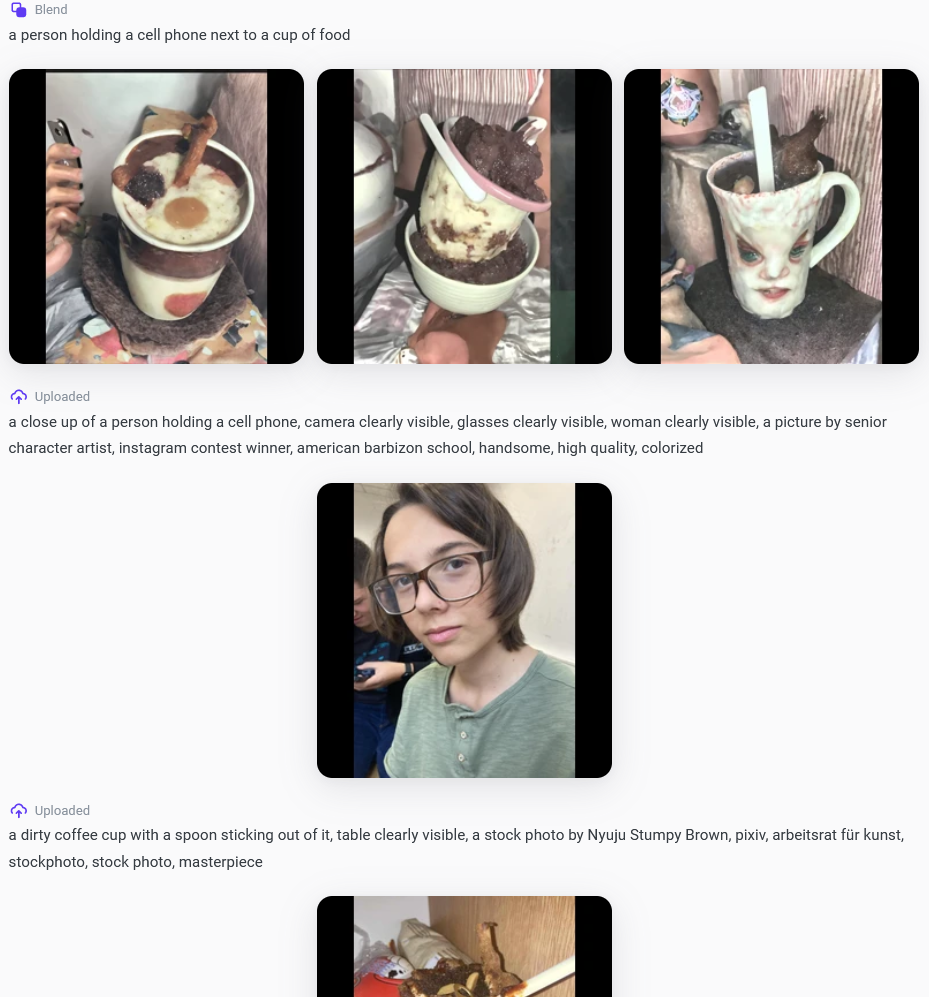 Blend
a person holding a cell phone next to a cup of food
Uploaded
a close up of a person holding a cell phone, camera clearly visible, glasses clearly visible, woman clearly visible, a picture by senior
character artist, instagram contest winner, american barbizon school, handsome, high quality, colorized
Uploaded
a dirty coffee cup with a spoon sticking out of it, table clearly visible, a stock photo by Nyuju Stumpy Brown, pixiv, arbeitsrat für kunst,
stockphoto, stock photo, masterpiece